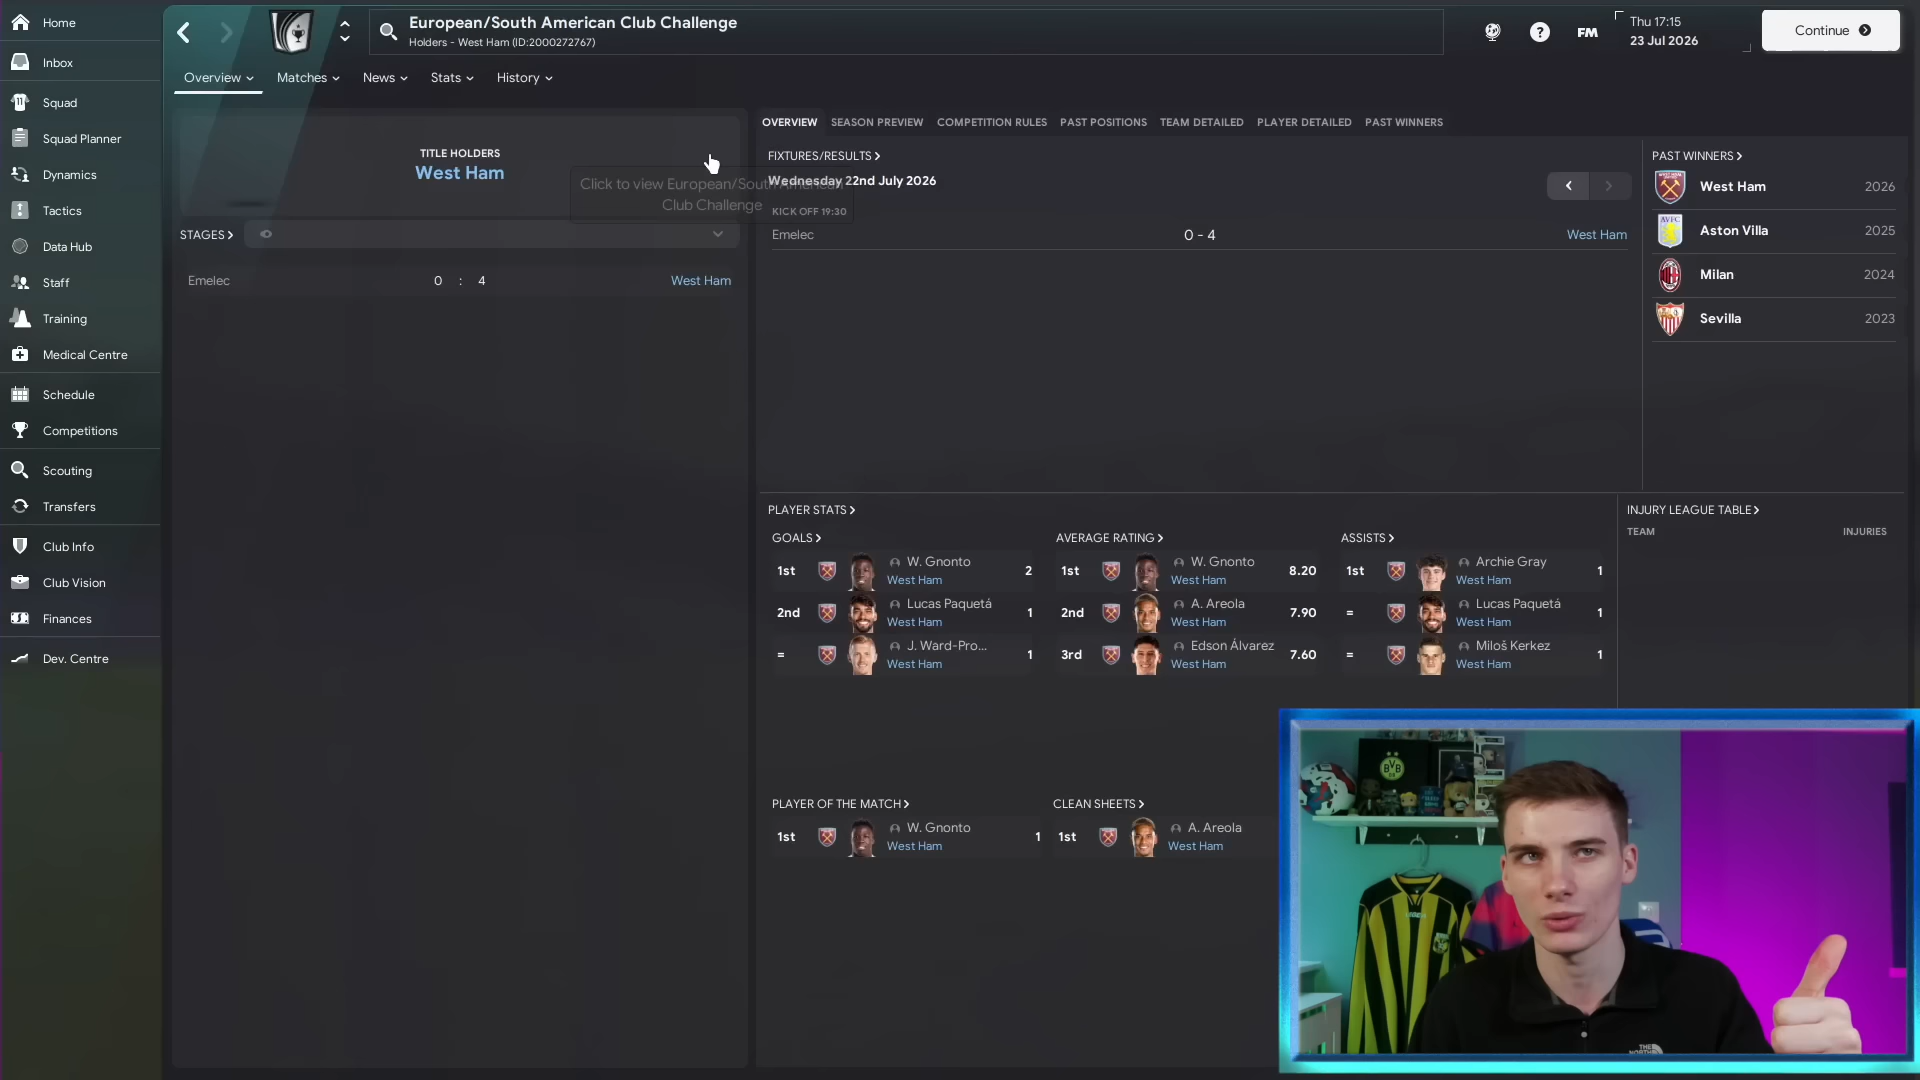 Home
Inbox
Squad
Squad Planner
Dynamics
Tactics
Data Hub
Staff
Training
Medical Centre
Schedule
Competitions
Scouting
Transfers
Club Info
Club Vision
Finances
Dev. Centre
European/South American Club Challenge
Holders - West Ham (ID:2000272767)
FM
Thu 17:15
23 Jul 2026
Continue
Overview
Matches
News
Stats
History
TITLE HOLDERS
West Ham
Click to view European/South American
Club Challenge
STAGES
Emelec 0 : 4 West Ham
OVERVIEW SEASON PREVIEW COMPETITION RULES PAST POSITIONS TEAM DETAILED PLAYER DETAILED PAST WINNERS
FIXTURES/RESULTS
Wednesday 22nd July 2026
KICK OFF 19:30
Emelec 0 - 4 West Ham
PAST WINNERS
West Ham 2026
AVFC
Aston Villa 2025
Milan 2024
Sevilla 2023
PLAYER STATS
GOALS
1st W. Gnonto 2
West Ham
2nd Lucas Paquetá 1
West Ham
= J. Ward-Pro... 1
West Ham
AVERAGE RATING
1st W. Gnonto 8.20
West Ham
2nd A. Areola 7.90
West Ham
3rd Edson Álvarez 7.60
West Ham
ASSISTS
1st Archie Gray 1
West Ham
= Lucas Paquetá 1
West Ham
= Miloš Kerkez 1
West Ham
INJURY LEAGUE TABLE
TEAM INJURIES
PLAYER OF THE MATCH
1st W. Gnonto 1
West Ham
CLEAN SHEETS
1st A. Areola
West Ham
BVB
09
THE
NORTH